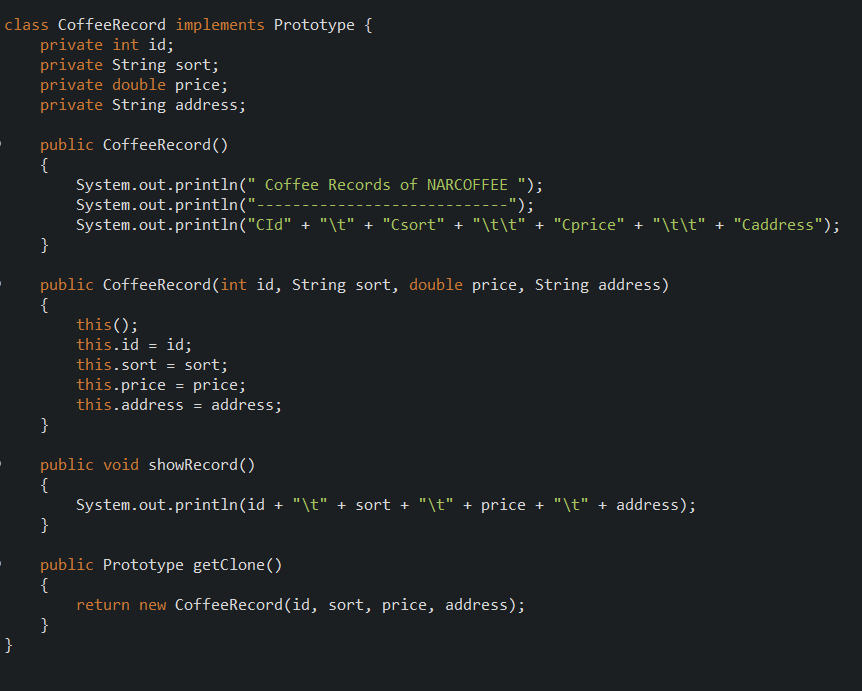 class CoffeeRecord implements Prototype {
    private int id;
    private String sort;
    private double price;
    private String address;

    public CoffeeRecord()
    {
        System.out.println(" Coffee Records of NARCOFFEE ");
        System.out.println("----------------------------");
        System.out.println("CId" + "\t" + "Csort" + "\t\t" + "Cprice" + "\t\t" + "Caddress");
    }

    public CoffeeRecord(int id, String sort, double price, String address)
    {
        this();
        this.id = id;
        this.sort = sort;
        this.price = price;
        this.address = address;
    }

    public void showRecord()
    {
        System.out.println(id + "\t" + sort + "\t" + price + "\t" + address);
    }

    public Prototype getClone()
    {
        return new CoffeeRecord(id, sort, price, address);
    }
}